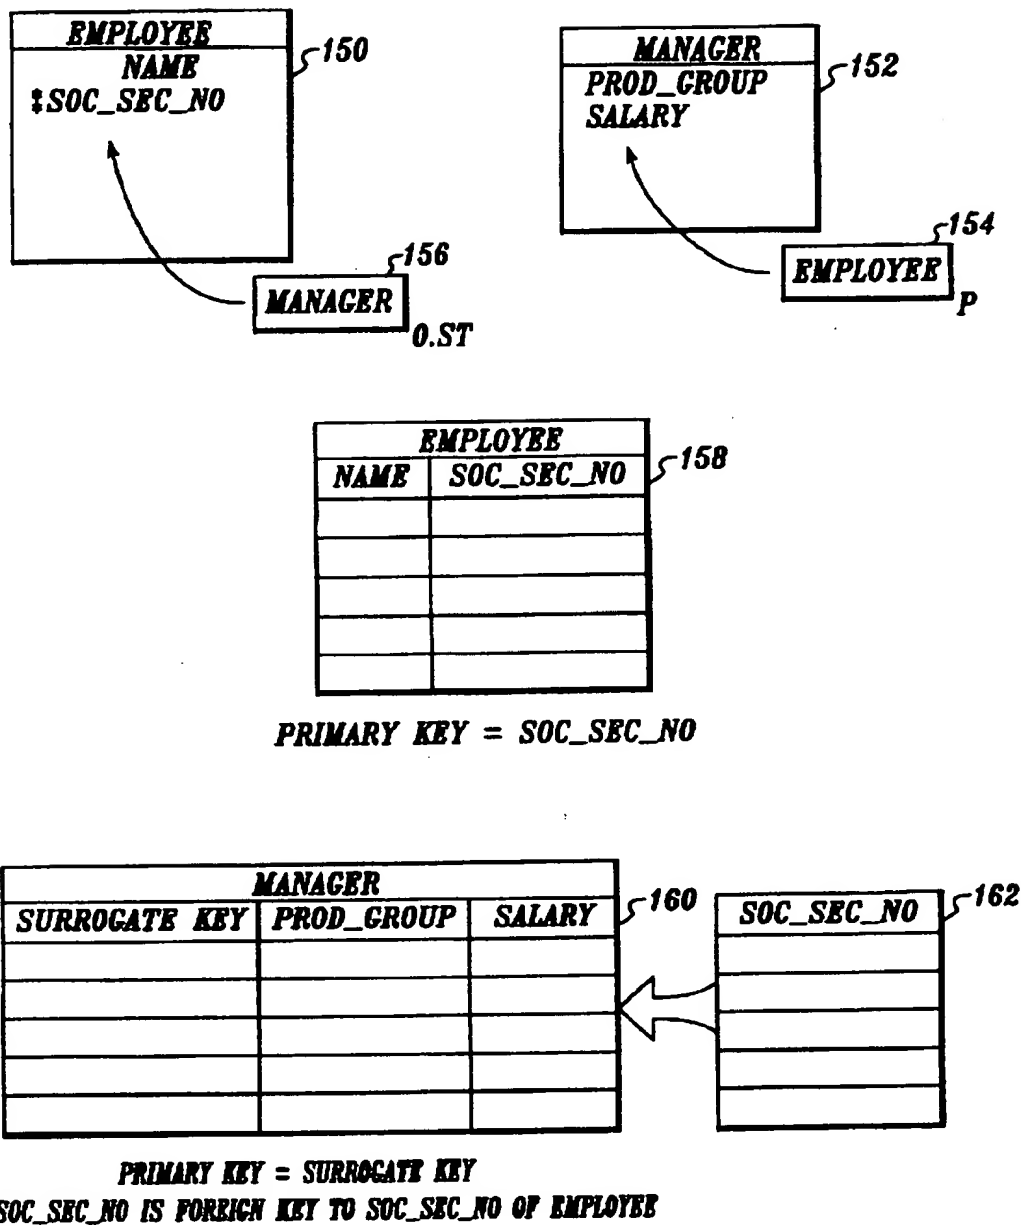 EMPLOYEE
NAME
‡SOC_SEC_NO
150
MANAGER
PROD_GROUP
SALARY
152
156
MANAGER
O.ST
154
EMPLOYEE
P
EMPLOYEE
NAME SOC_SEC_NO
158
PRIMARY KEY = SOC_SEC_NO
MANAGER
SURROGATE KEY PROD_GROUP SALARY
160
SOC_SEC_NO
162
PRIMARY KEY = SURROGATE KEY
SOC_SEC_NO IS FOREIGN KEY TO SOC_SEC_NO OF EMPLOYEE